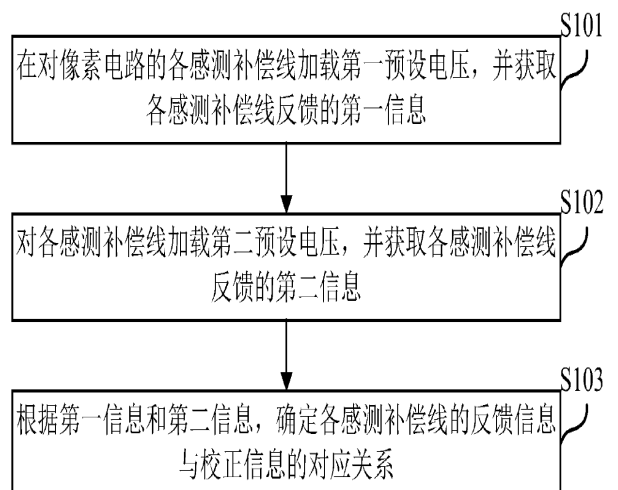 S101
在对像素电路的各感测补偿线加载第一预设电压，并获取
各感测补偿线反馈的第一信息
S102
对各感测补偿线加载第二预设电压，并获取各感测补偿线
反馈的第二信息
S103
根据第一信息和第二信息，确定各感测补偿线的反馈信息
与校正信息的对应关系